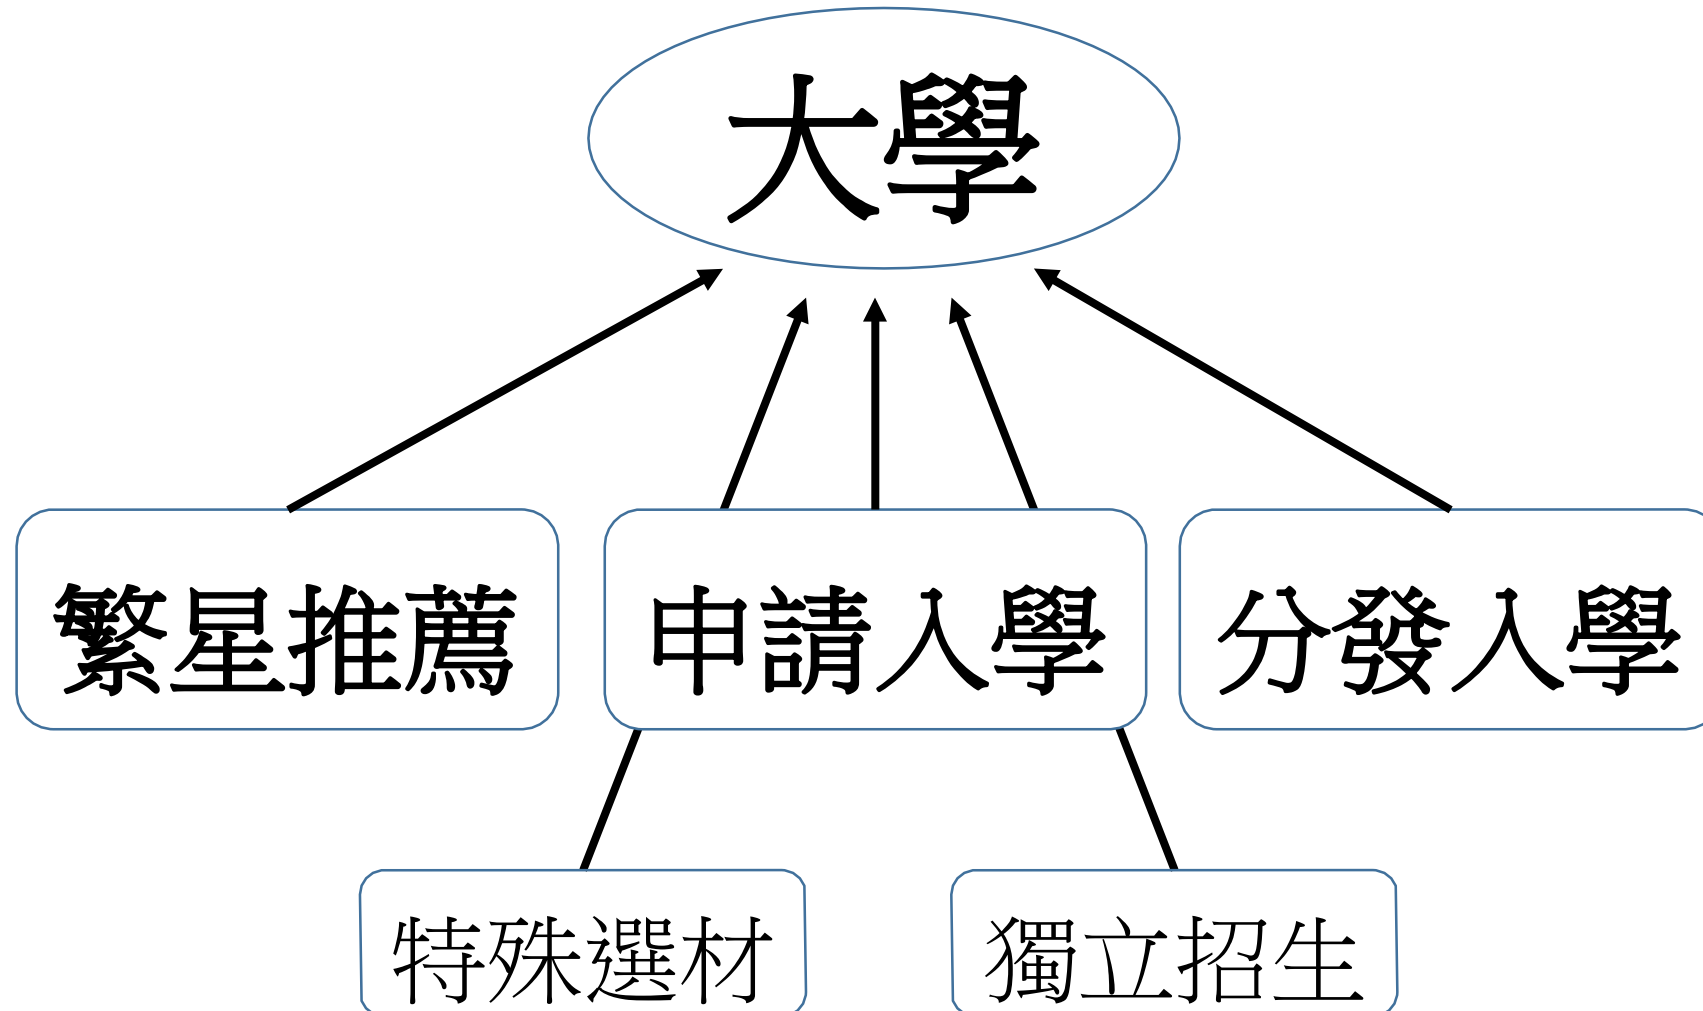 大學
繁星推薦
申請入學
分發入學
特殊選材
獨立招生